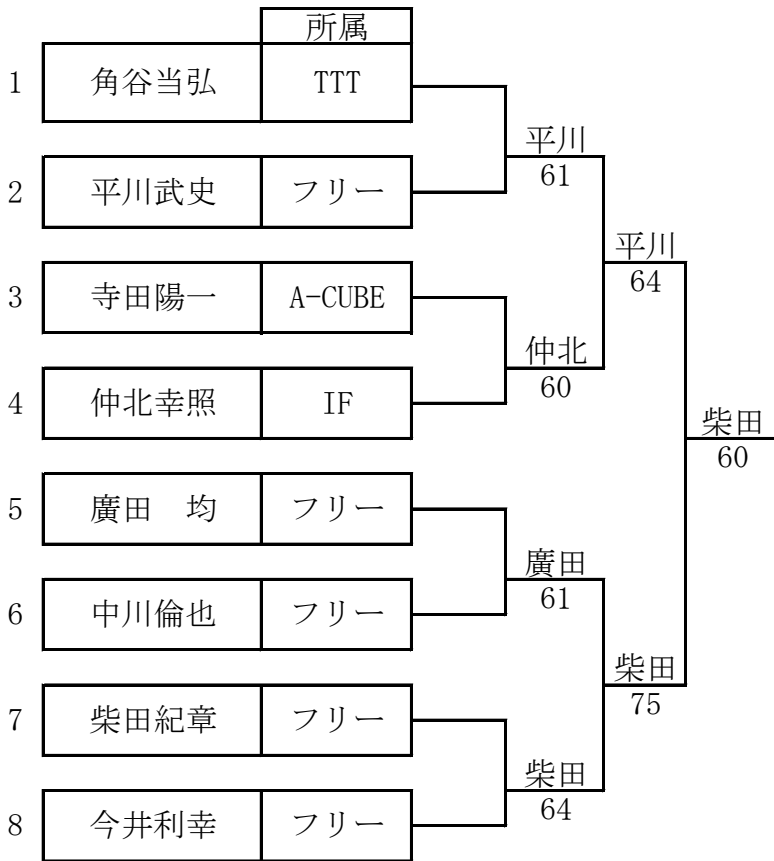 所属
1 角谷当弘 TTT
平川
61
2 平川武史 フリー
平川
64
3 寺田陽一 A-CUBE
仲北
60
4 仲北幸照 IF
柴田
60
5 廣田　均 フリー
廣田
61
6 中川倫也 フリー
柴田
75
7 柴田紀章 フリー
柴田
64
8 今井利幸 フリー